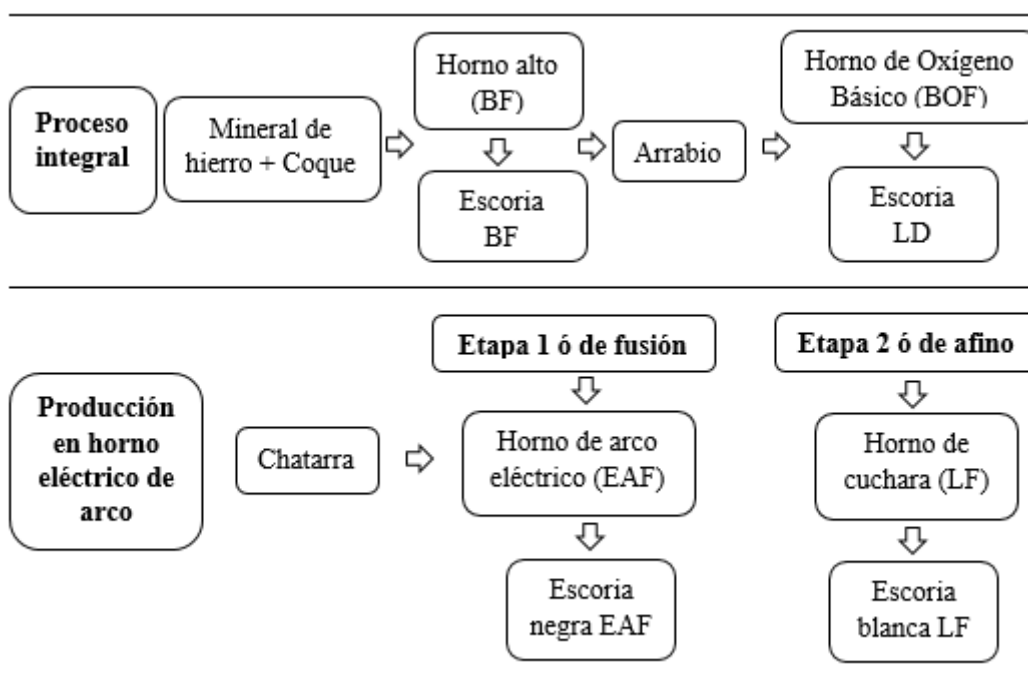 Proceso
integral
Mineral de
hierro + Coque
Horno alto
(BF)
Escoria
BF
Arrabio
Horno de Oxígeno
Básico (BOF)
Escoria
LD
Producción
en horno
eléctrico de
arco
Chatarra
Etapa 1 ó de fusión
Horno de arco
eléctrico (EAF)
Escoria
negra EAF
Etapa 2 ó de afino
Horno de
cuchara (LF)
Escoria
blanca LF